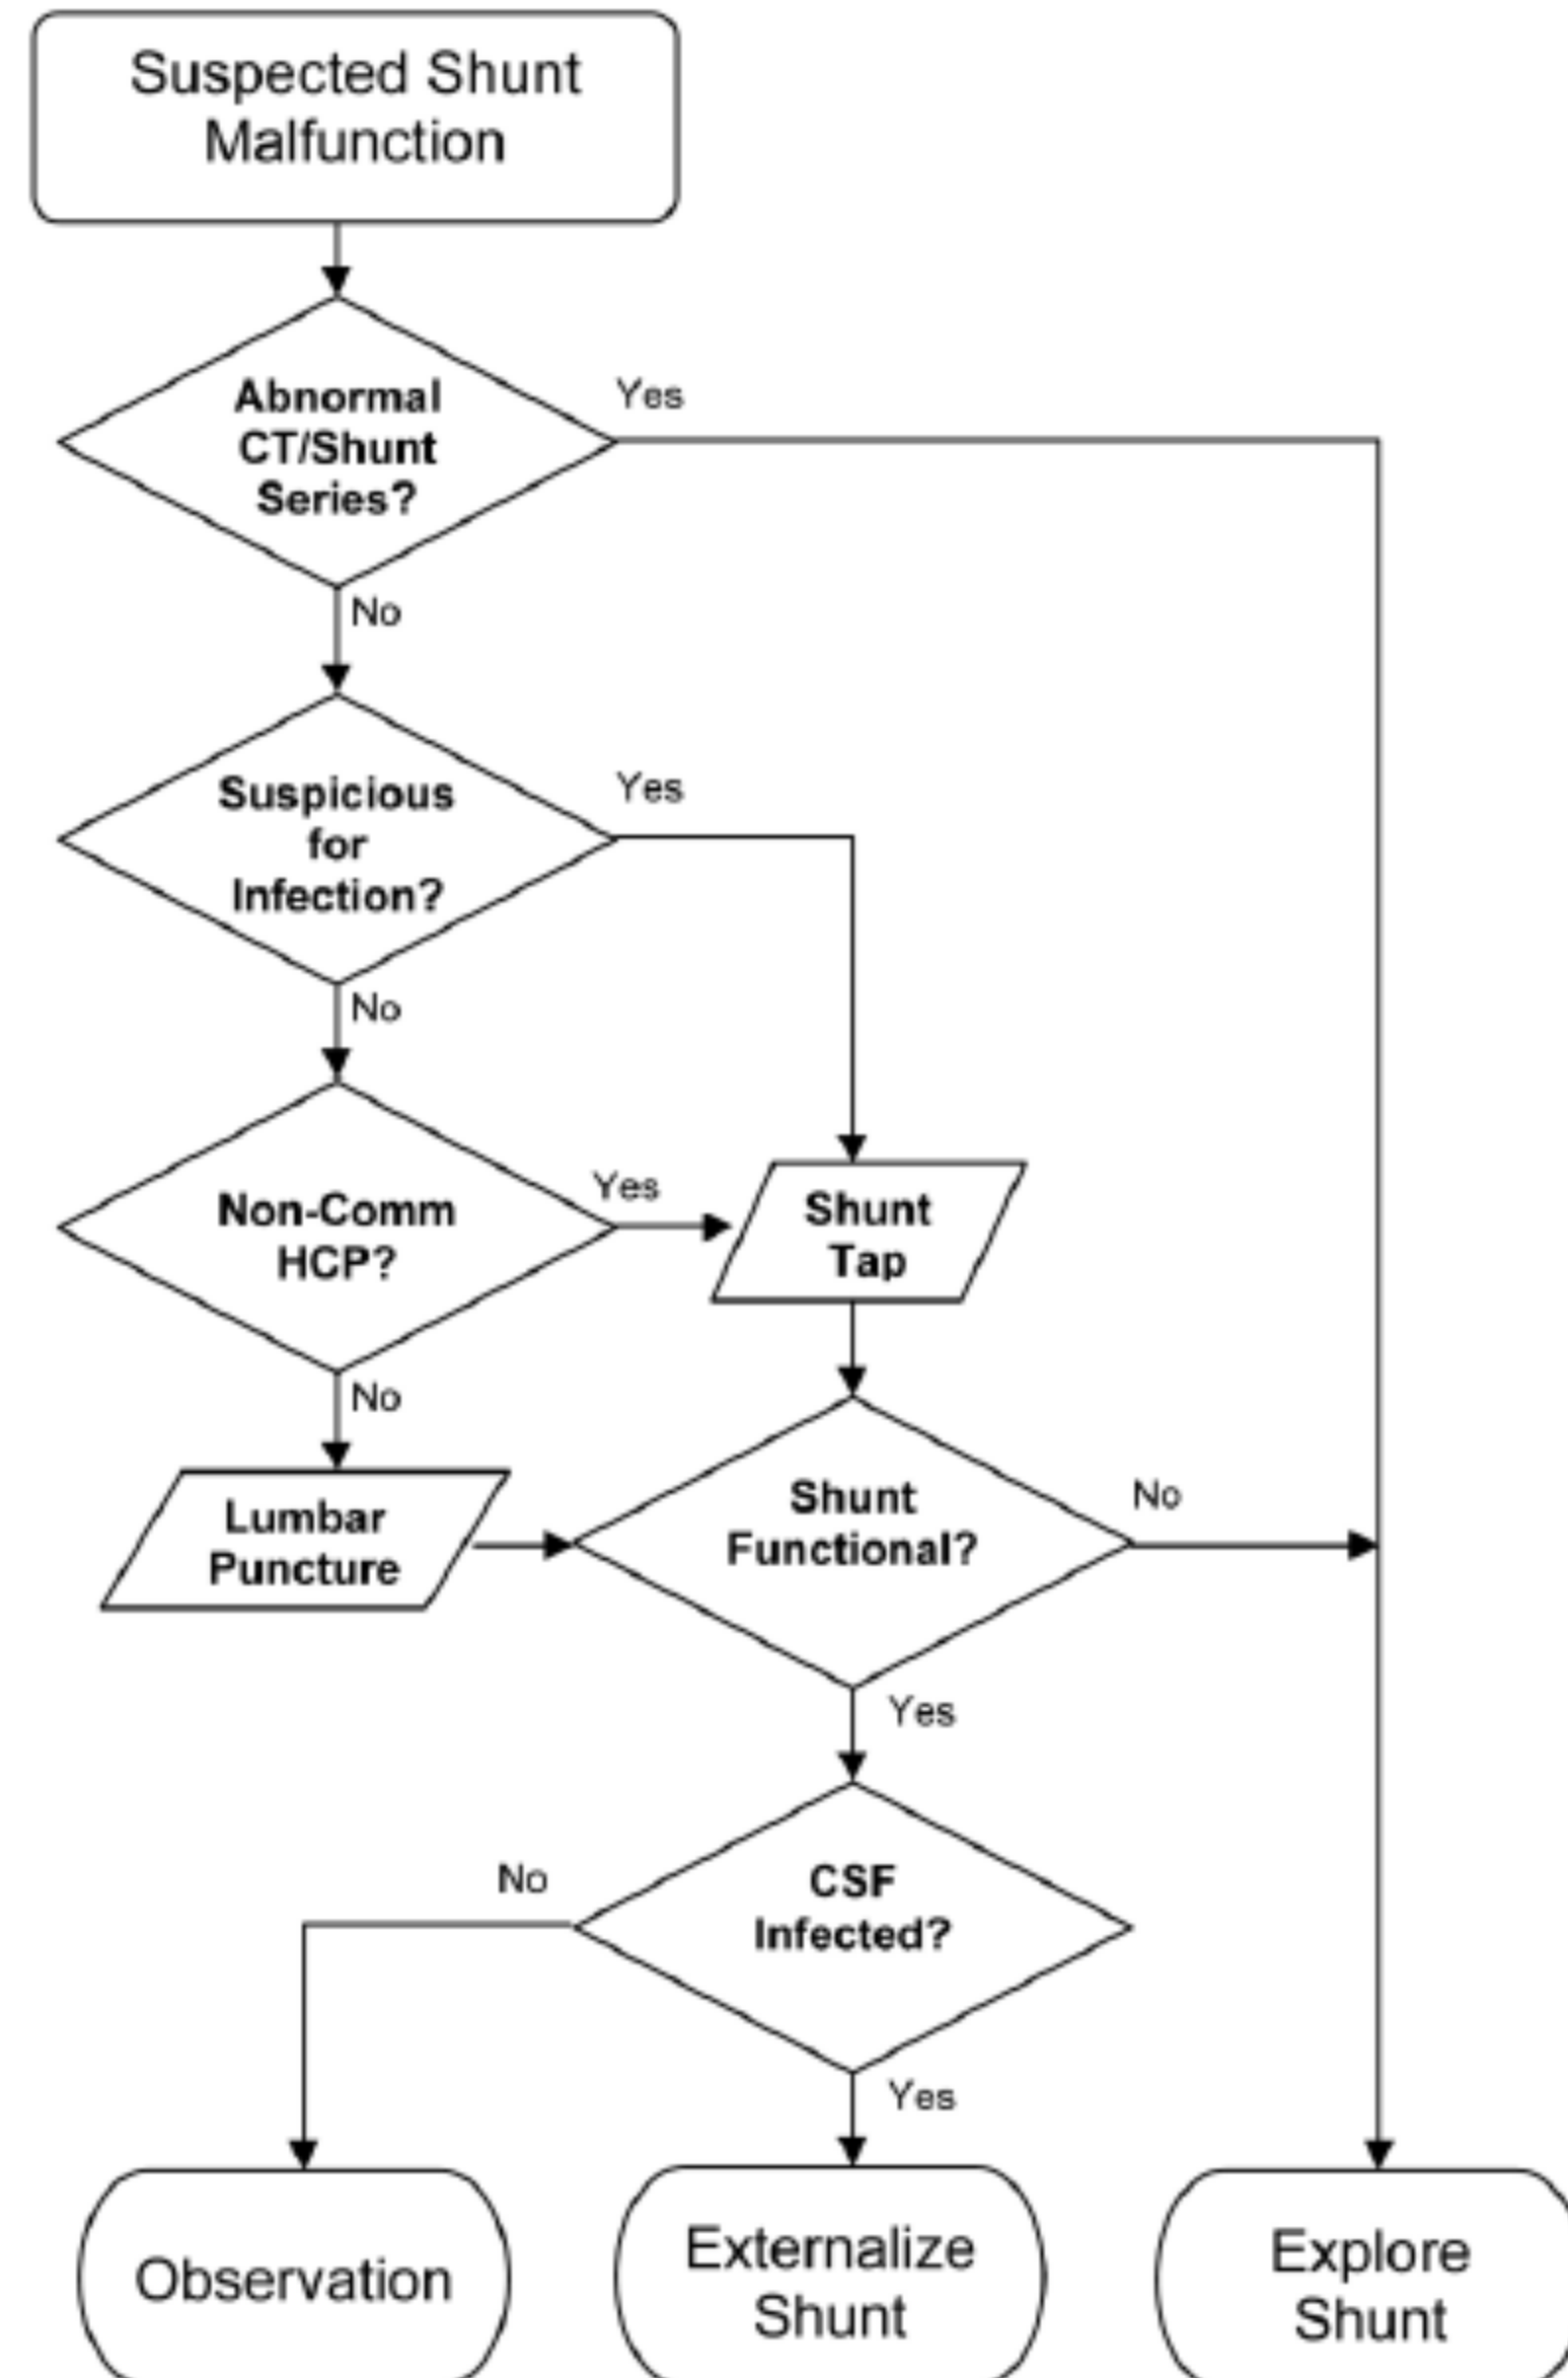 Suspected Shunt
Malfunction
Abnormal
CT/Shunt
Series?
Yes
No
Suspicious
for
Infection?
Yes
No
Non-Comm
HCP?
Yes
Shunt
Tap
No
Lumbar
Puncture
Shunt
Functional?
No
Yes
CSF
Infected?
No
Yes
Observation
Externalize
Shunt
Explore
Shunt